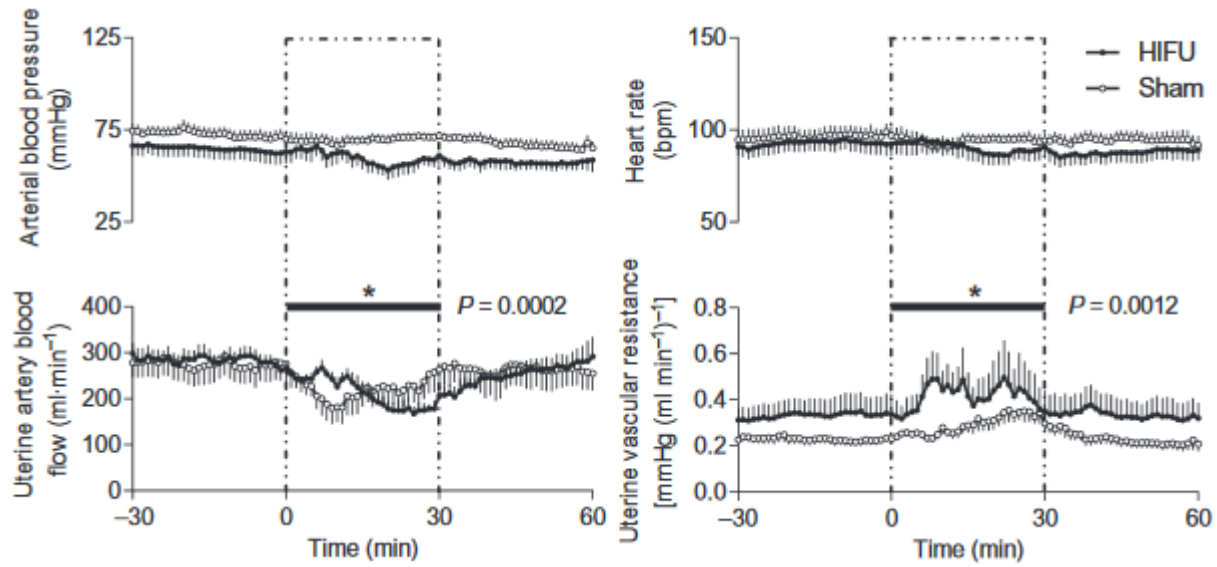 Arterial blood pressure
(mmHg)
125
75
25
Heart rate
(bpm)
150
100
50
HIFU
Sham
Uterine artery blood
flow (ml·min⁻¹)
400
300
200
100
0
*
P = 0.0002
–30
0
30
60
Time (min)
Uterine vascular resistance
[mmHg (ml min⁻¹)⁻¹]
0.8
0.6
0.4
0.2
0.0
*
P = 0.0012
–30
0
30
60
Time (min)